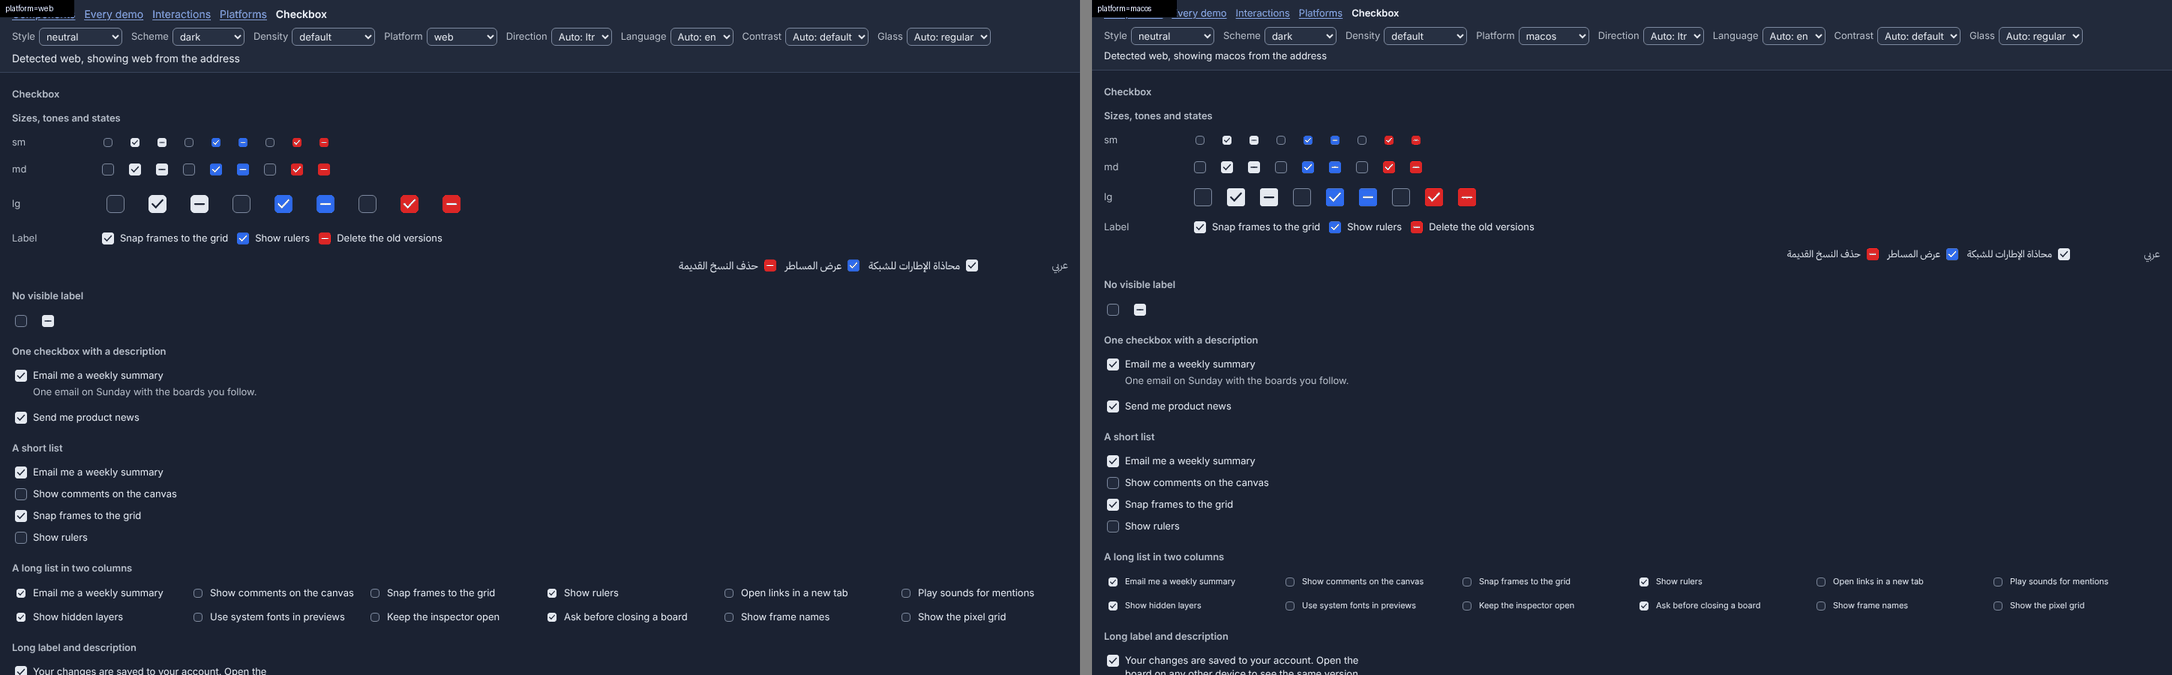 platform=web
Every demo Interactions Platforms Checkbox
Style neutral Scheme dark Density default Platform web Direction Auto: ltr Language Auto: en Contrast Auto: default Glass Auto: regular
Detected web, showing web from the address
Checkbox
Sizes, tones and states
sm
md
lg
Label Snap frames to the grid Show rulers Delete the old versions
عربي محاذاة الإطارات للشبكة عرض المساطر حذف النسخ القديمة
No visible label
One checkbox with a description
Email me a weekly summary
One email on Sunday with the boards you follow.
Send me product news
A short list
Email me a weekly summary
Show comments on the canvas
Snap frames to the grid
Show rulers
A long list in two columns
Email me a weekly summary Show comments on the canvas Snap frames to the grid Show rulers Open links in a new tab Play sounds for mentions
Show hidden layers Use system fonts in previews Keep the inspector open Ask before closing a board Show frame names Show the pixel grid
Long label and description
Your changes are saved to your account. Open the
platform=macos
Every demo Interactions Platforms Checkbox
Style neutral Scheme dark Density default Platform macos Direction Auto: ltr Language Auto: en Contrast Auto: default Glass Auto: regular
Detected web, showing macos from the address
Checkbox
Sizes, tones and states
sm
md
lg
Label Snap frames to the grid Show rulers Delete the old versions
عربي محاذاة الإطارات للشبكة عرض المساطر حذف النسخ القديمة
No visible label
One checkbox with a description
Email me a weekly summary
One email on Sunday with the boards you follow.
Send me product news
A short list
Email me a weekly summary
Show comments on the canvas
Snap frames to the grid
Show rulers
A long list in two columns
Email me a weekly summary Show comments on the canvas Snap frames to the grid Show rulers Open links in a new tab Play sounds for mentions
Show hidden layers Use system fonts in previews Keep the inspector open Ask before closing a board Show frame names Show the pixel grid
Long label and description
Your changes are saved to your account. Open the
board on any other device to see the same version